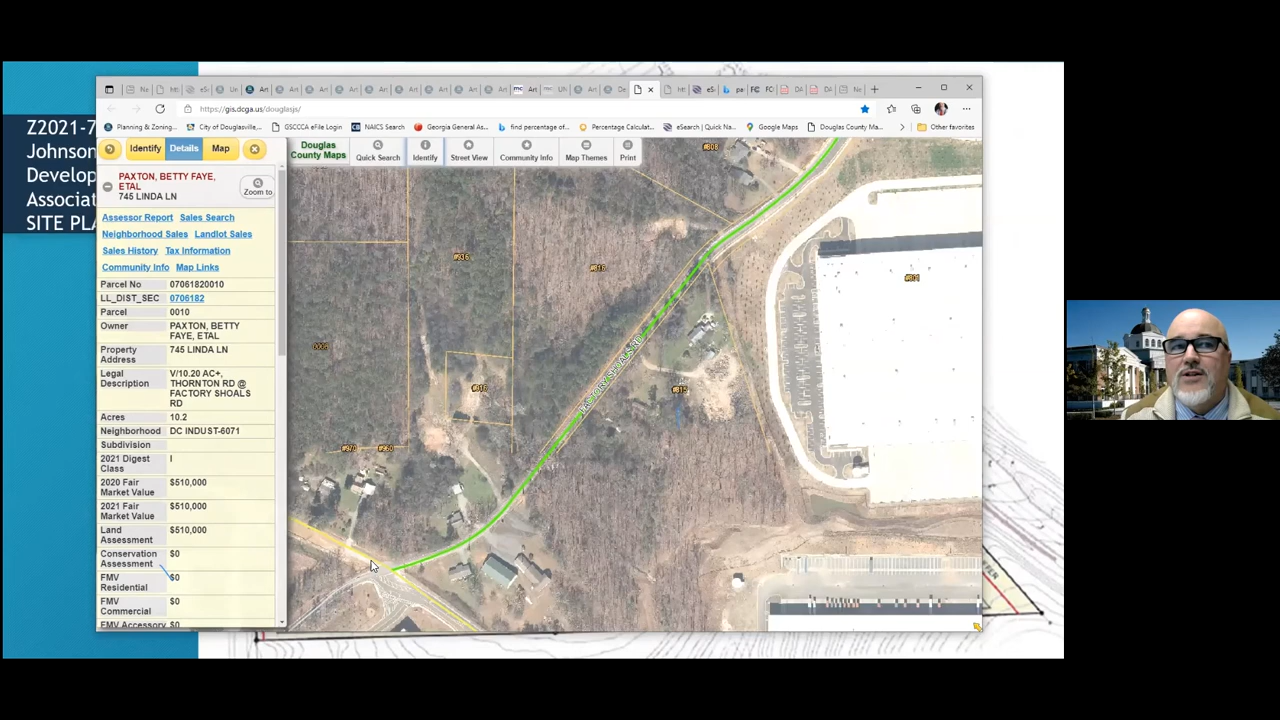 Z2021-7
Johnson
Develop
Associat
SITE PLA
https://gis.dcga.us/douglasjs/
Planning & Zoning...
City of Douglasville,...
GSCCCA eFile Login
NAICS Search
Georgia General As...
find percentage of...
Percentage Calculat...
eSearch | Quick Na...
Google Maps
Douglas County Ma...
Other favorites
Identify
Details
Map
Douglas
County Maps
Quick Search
Identify
Street View
Community Info
Map Themes
Print
PAXTON, BETTY FAYE,
ETAL
745 LINDA LN
Zoom to
Assessor Report Sales Search
Neighborhood Sales Landlot Sales
Sales History Tax Information
Community Info Map Links
Parcel No 07061820010
LL_DIST_SEC 0706182
Parcel 0010
Owner PAXTON, BETTY
FAYE, ETAL
Property
Address 745 LINDA LN
Legal
Description V/10.20 AC+,
THORNTON RD @
FACTORY SHOALS
RD
Acres 10.2
Neighborhood DC INDUST-6071
Subdivision
2021 Digest
Class I
2020 Fair
Market Value $510,000
2021 Fair
Market Value $510,000
Land
Assessment $510,000
Conservation
Assessment $0
FMV
Residential $0
FMV
Commercial $0
FMV Accessory $0
#808
#936
#816
#801
#815
#970
#960
FACTORY SHOALS RD